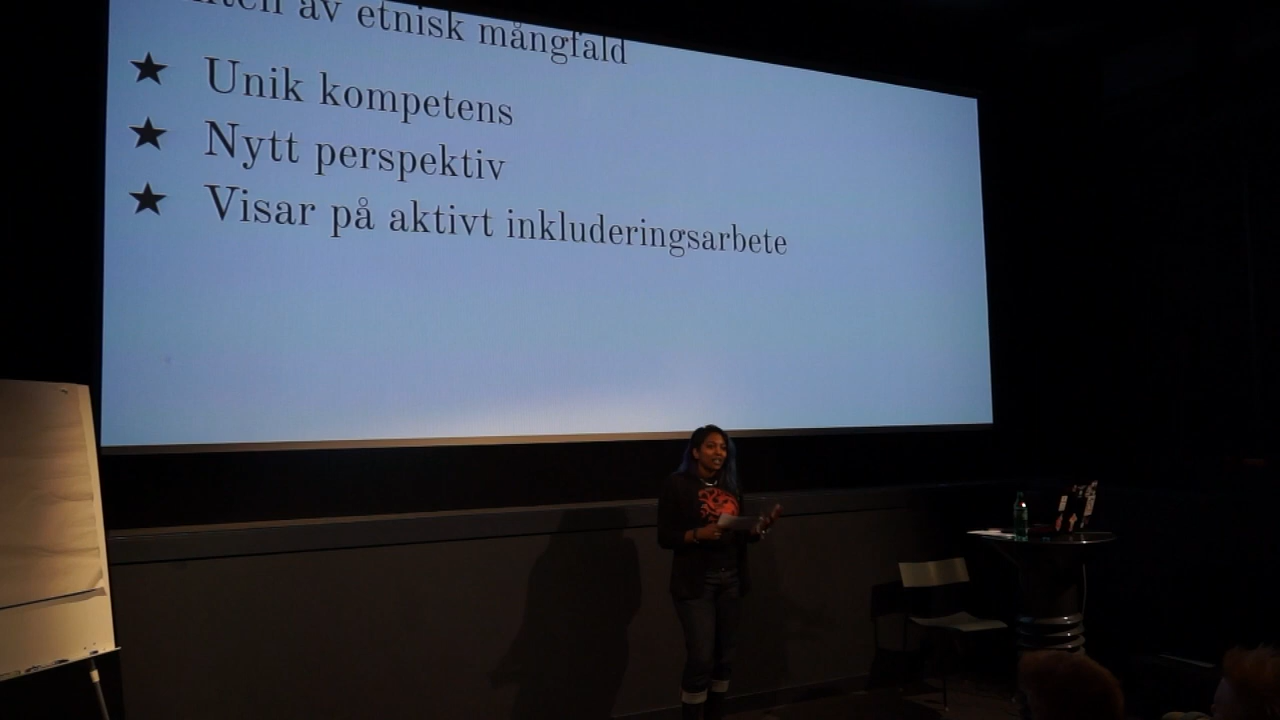 av etnisk mångfald
★ Unik kompetens
★ Nytt perspektiv
★ Visar på aktivt inkluderingsarbete